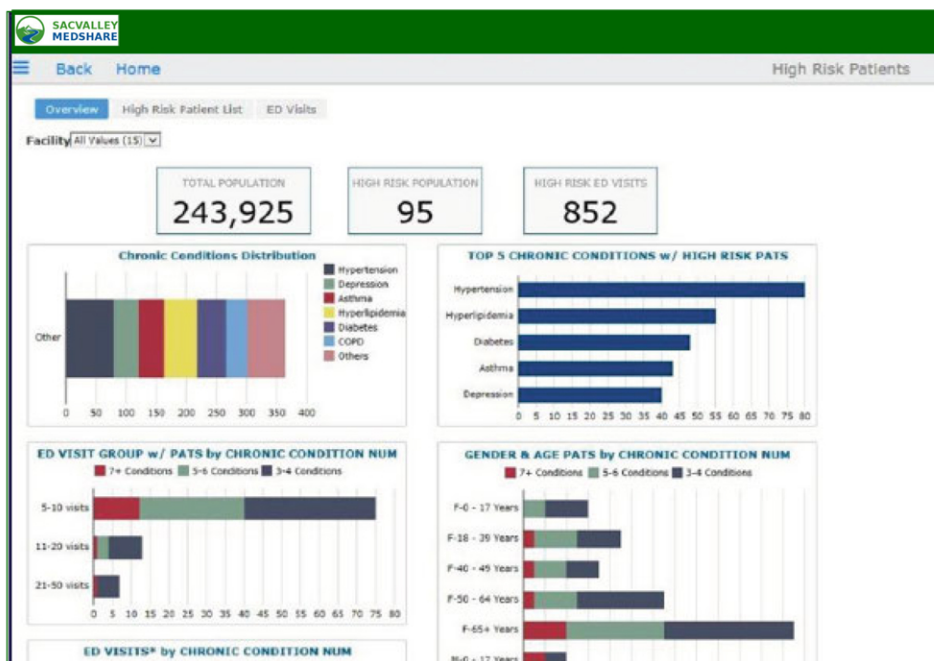 SACVALLEY
MEDSHARE
Back Home High Risk Patients
Overview High Risk Patient List ED Visits
Facility All Values (15)
TOTAL POPULATION
243,925
HIGH RISK POPULATION
95
HIGH RISK ED VISITS
852
Chronic Conditions Distribution
Hypertension
Depression
Asthma
Hyperlipidemia
Diabetes
COPD
Others
Other
0 50 100 150 200 250 300 350 400
TOP 5 CHRONIC CONDITIONS w/ HIGH RISK PATS
Hypertension
Hyperlipidemia
Diabetes
Asthma
Depression
0 5 10 15 20 25 30 35 40 45 50 55 60 65 70 75 80
ED VISIT GROUP w/ PATS by CHRONIC CONDITION NUM
7+ Conditions 5-6 Conditions 3-4 Conditions
5-10 visits
11-20 visits
21-50 visits
0 5 10 15 20 25 30 35 40 45 50 55 60 65 70 75 80
GENDER & AGE PATS by CHRONIC CONDITION NUM
7+ Conditions 5-6 Conditions 3-4 Conditions
F-0 - 17 Years
F-18 - 39 Years
F-40 - 49 Years
F-50 - 64 Years
F-65+ Years
M-0 - 17 Years
ED VISITS* by CHRONIC CONDITION NUM